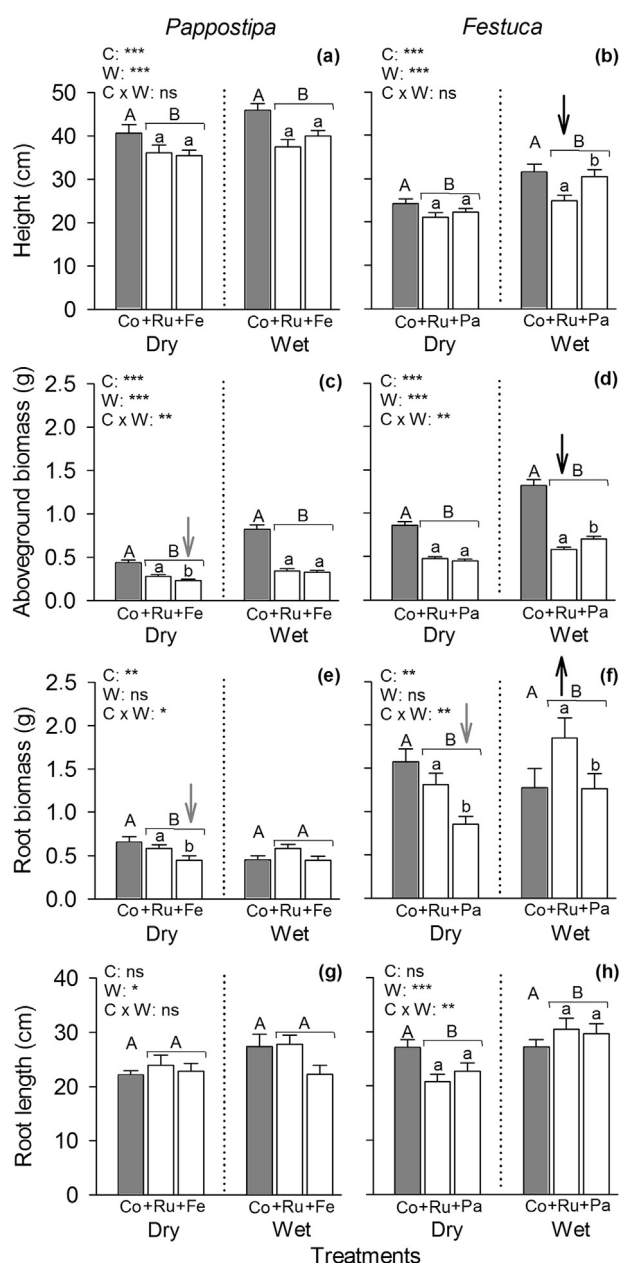 Pappostipa
Festuca
C: ***
W: ***
C x W: ns
(a)
A
B
a
a
A
B
a
a
C: ***
W: ***
C x W: ns
(b)
A
B
a
a
A
B
a
b
Height (cm)
50
40
30
20
10
0
Co+Ru+Fe
Co+Ru+Fe
Dry
Wet
Co+Ru+Pa
Co+Ru+Pa
Dry
Wet
C: ***
W: ***
C x W: **
(c)
A
B
a
b
A
B
a
a
C: ***
W: ***
C x W: **
(d)
A
B
a
a
A
B
a
b
Aboveground biomass (g)
2.5
2.0
1.5
1.0
0.5
0.0
Co+Ru+Fe
Co+Ru+Fe
Dry
Wet
Co+Ru+Pa
Co+Ru+Pa
Dry
Wet
C: **
W: ns
C x W: *
(e)
A
B
a
b
A
A
C: **
W: ns
C x W: **
(f)
A
B
a
b
A
B
a
b
Root biomass (g)
2.5
2.0
1.5
1.0
0.5
0.0
Co+Ru+Fe
Co+Ru+Fe
Dry
Wet
Co+Ru+Pa
Co+Ru+Pa
Dry
Wet
C: ns
W: *
C x W: ns
(g)
A
A
A
A
C: ns
W: ***
C x W: **
(h)
A
B
a
a
A
B
a
a
Root length (cm)
40
30
20
10
0
Co+Ru+Fe
Co+Ru+Fe
Dry
Wet
Co+Ru+Pa
Co+Ru+Pa
Dry
Wet
Treatments